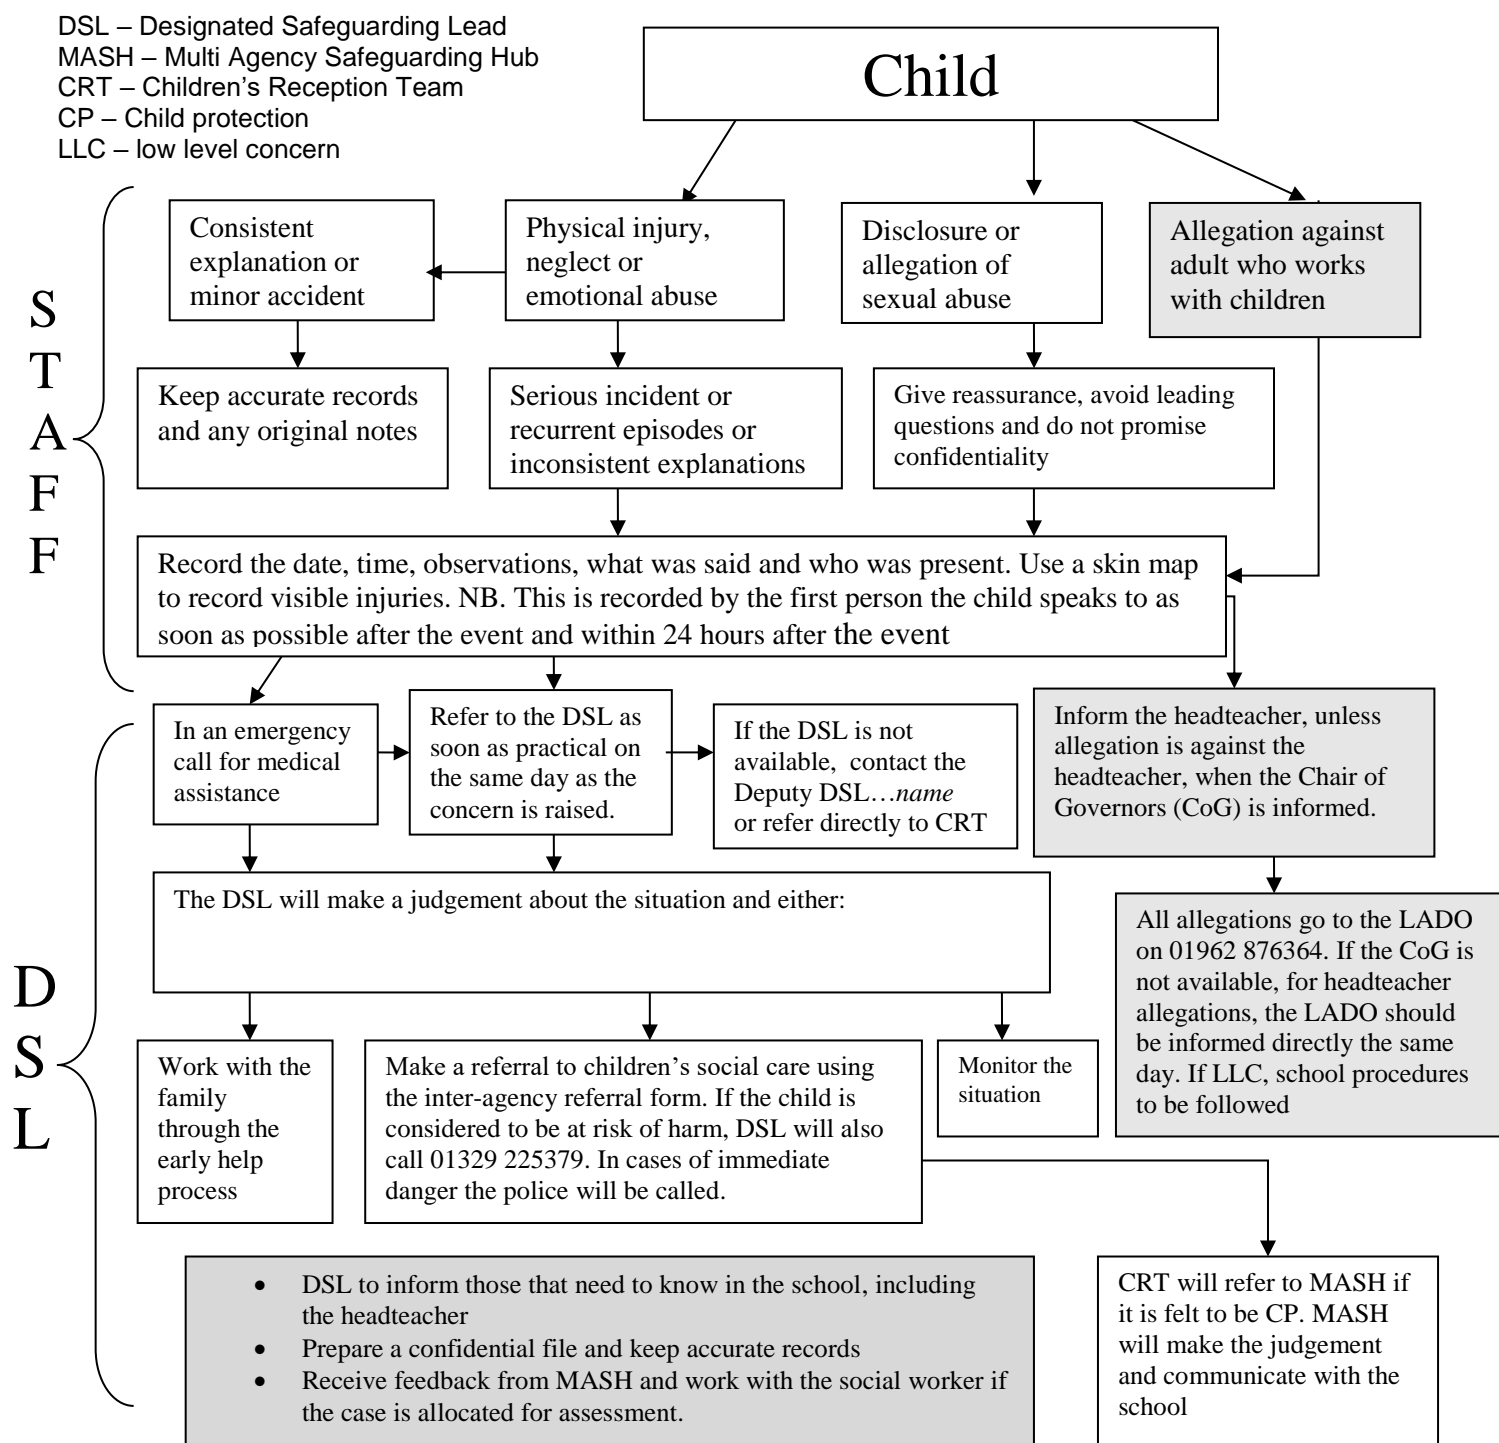 DSL – Designated Safeguarding Lead
MASH – Multi Agency Safeguarding Hub
CRT – Children's Reception Team
CP – Child protection
LLC – low level concern
Child
S
T
A
F
F
Consistent
explanation or
minor accident
Physical injury,
neglect or
emotional abuse
Disclosure or
allegation of
sexual abuse
Allegation against
adult who works
with children
Keep accurate records
and any original notes
Serious incident or
recurrent episodes or
inconsistent explanations
Give reassurance, avoid leading
questions and do not promise
confidentiality
Record the date, time, observations, what was said and who was present. Use a skin map
to record visible injuries. NB. This is recorded by the first person the child speaks to as
soon as possible after the event and within 24 hours after the event
D
S
L
In an emergency
call for medical
assistance
Refer to the DSL as
soon as practical on
the same day as the
concern is raised.
If the DSL is not
available,  contact the
Deputy DSL…name
or refer directly to CRT
Inform the headteacher, unless
allegation is against the
headteacher, when the Chair of
Governors (CoG) is informed.
The DSL will make a judgement about the situation and either:
All allegations go to the LADO
on 01962 876364. If the CoG is
not available, for headteacher
allegations, the LADO should
be informed directly the same
day. If LLC, school procedures
to be followed
Work with the
family
through the
early help
process
Make a referral to children's social care using
the inter-agency referral form. If the child is
considered to be at risk of harm, DSL will also
call 01329 225379. In cases of immediate
danger the police will be called.
Monitor the
situation
• DSL to inform those that need to know in the school, including
the headteacher
• Prepare a confidential file and keep accurate records
• Receive feedback from MASH and work with the social worker if
the case is allocated for assessment.
CRT will refer to MASH if
it is felt to be CP. MASH
will make the judgement
and communicate with the
school